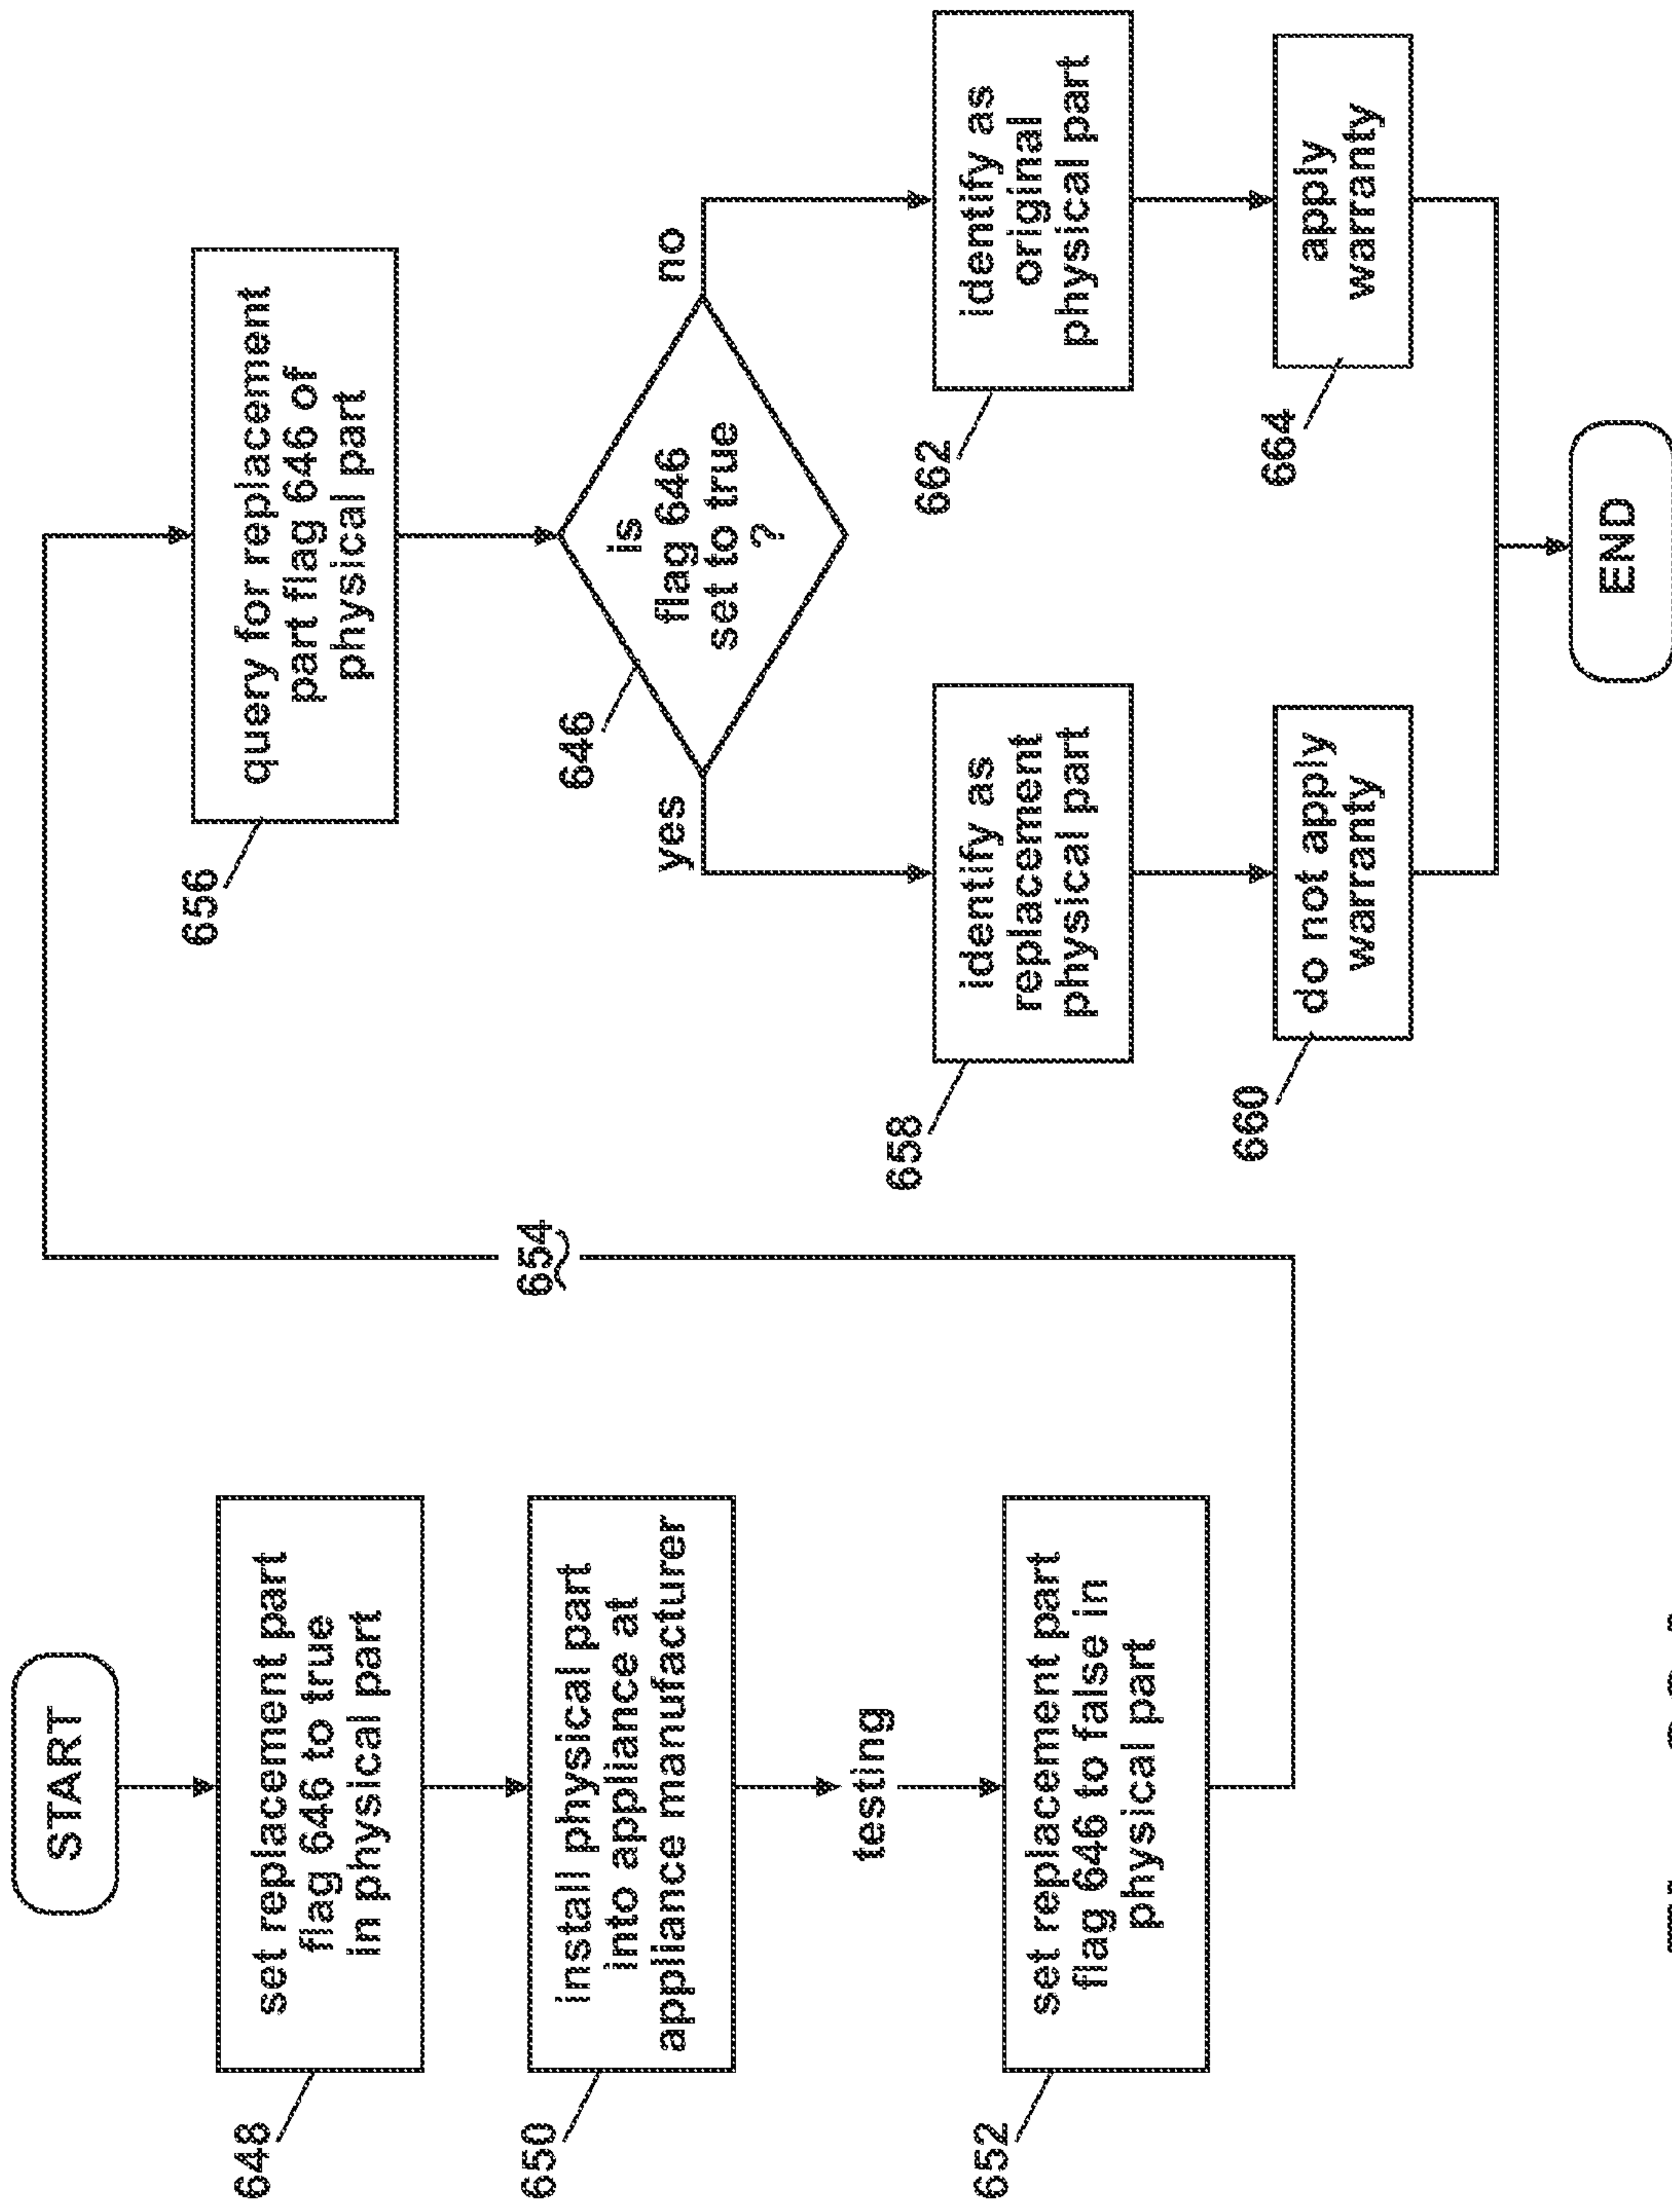 START
set replacement part
flag 646 to true
in physical part
648
install physical part
into appliance at
appliance manufacturer
650
testing
set replacement part
flag 646 to false in
physical part
652
654
query for replacement
part flag 646 of
physical part
656
is
flag 646
set to true
?
646
yes
no
identify as
replacement
physical part
658
identify as
original
physical part
662
do not apply
warranty
660
apply
warranty
664
END